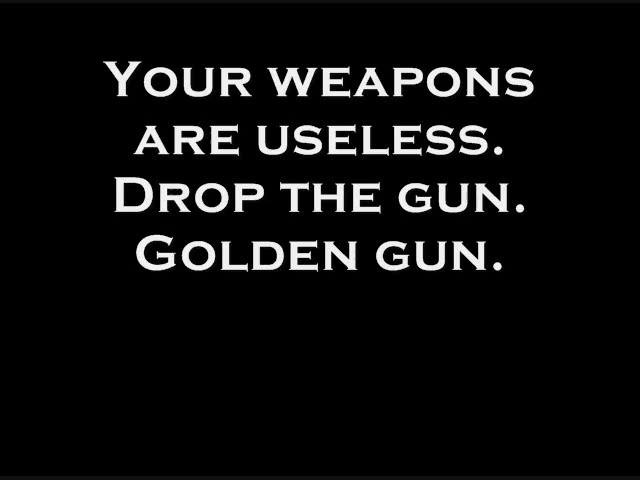 Your weapons
are useless.
Drop the gun.
Golden gun.